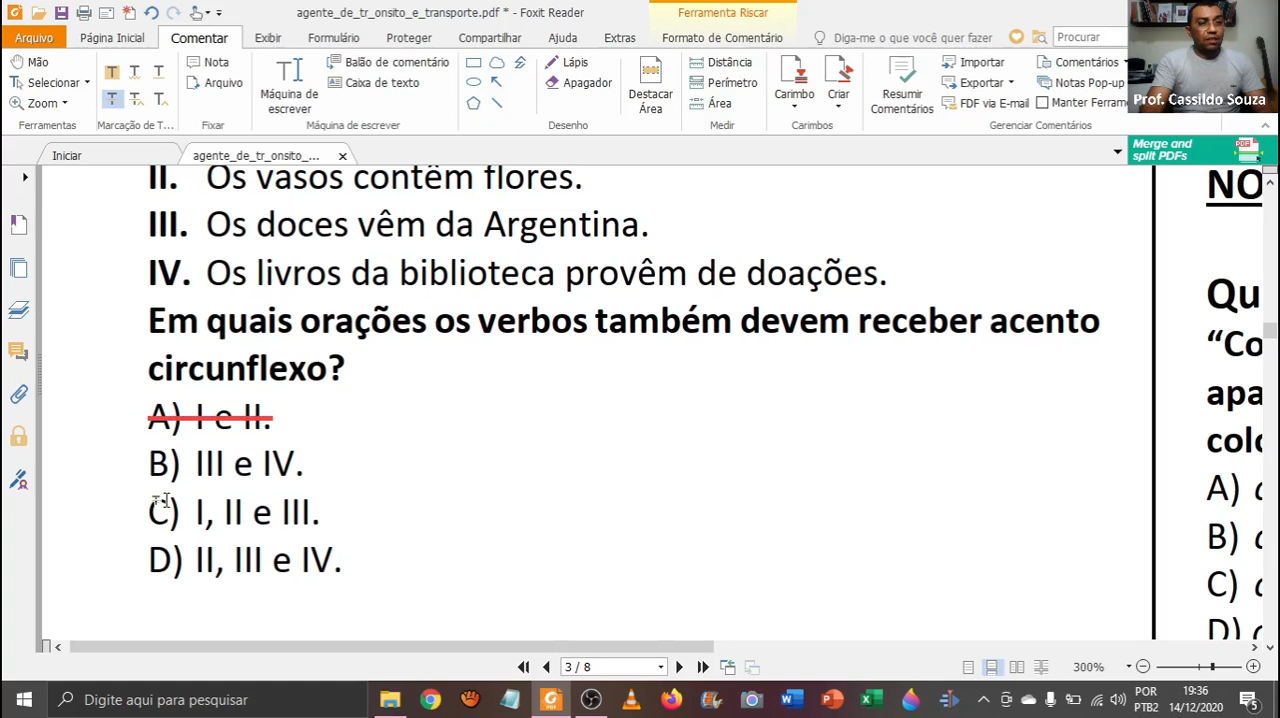 agente_de_tr_onsito_e_transporte.pdf * - Foxit Reader
Ferramenta Riscar
Arquivo
Página Inicial
Comentar
Exibir
Formulário
Proteger
Compartilhar
Ajuda
Extras
Formato de Comentário
Diga-me o que você quer fazer
Procurar
Mão
Selecionar
Zoom
Ferramentas
Marcação de T...
Nota
Arquivo
Fixar
Máquina de escrever
Balão de comentário
Caixa de texto
Máquina de escrever
Lápis
Apagador
Desenho
Destacar Área
Distância
Perímetro
Área
Medir
Carimbo
Criar
Carimbos
Resumir Comentários
Importar
Exportar
FDF via E-mail
Comentários
Notas Pop-up
Manter Ferram
Gerenciar Comentários
Prof. Cassildo Souza
Iniciar
agente_de_tr_onsito_...
Merge and
split PDFs
PDF
II. Os vasos contêm flores.
III. Os doces vêm da Argentina.
IV. Os livros da biblioteca provêm de doações.
Em quais orações os verbos também devem receber acento
circunflexo?
A) I e II.
B) III e IV.
C) I, II e III.
D) II, III e IV.
NO
Qu
“Co
apa
colo
A)
B)
C)
D)
3 / 8
300%
Digite aqui para pesquisar
POR
PTB2
19:36
14/12/2020
5